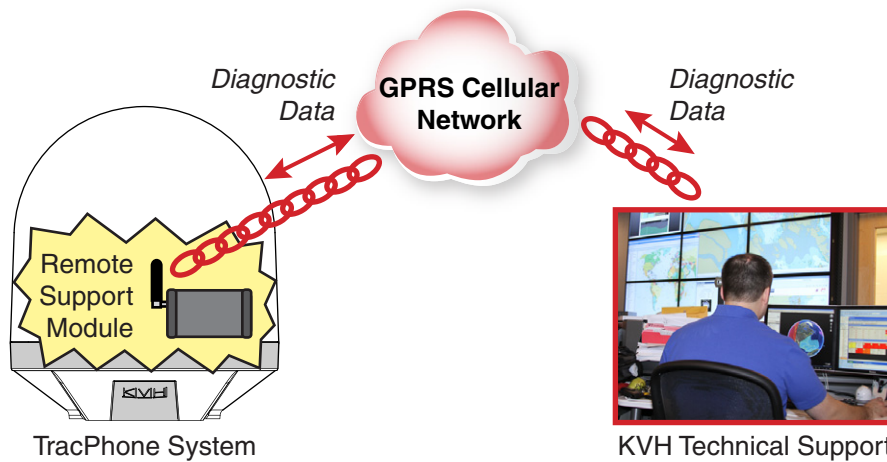 Diagnostic
Data
GPRS Cellular
Network
Diagnostic
Data
Remote
Support
Module
KVH
TracPhone System
KVH Technical Support